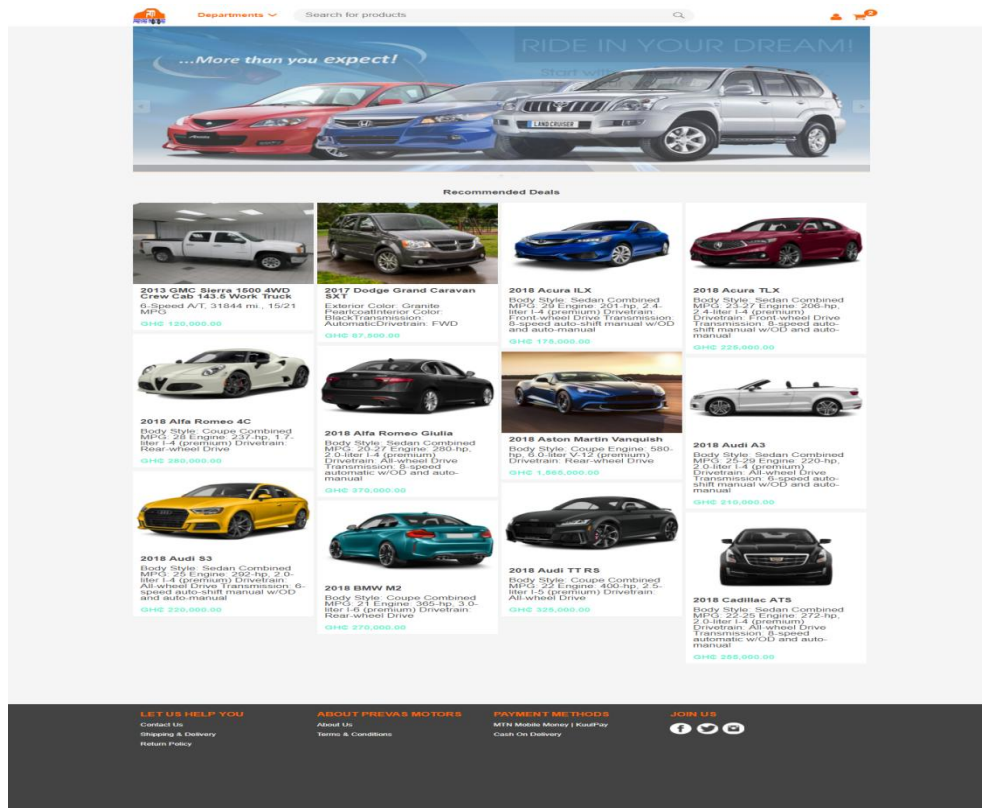 Departments
Search for products
2
...More than you expect!
RIDE IN YOUR DREAM!
Start with
LANDCRUISER
Recommended Deals
2013 GMC Sierra 1500 4WD
Crew Cab 143.5 Work Truck
6-Speed A/T, 31844 mi., 15/21
MPG
GH₵ 120,000.00
2017 Dodge Grand Caravan
SXT
Exterior Color: Granite
PearlcoatInterior Color:
BlackTransmission:
AutomaticDrivetrain: FWD
GH₵ 87,800.00
2018 Acura ILX
Body Style: Sedan Combined
MPG: 29 Engine: 201-hp, 2.4-
liter I-4 (premium) Drivetrain:
Front-wheel Drive Transmission:
8-speed auto-shift manual w/OD
and auto-manual
GH₵ 178,000.00
2018 Acura TLX
Body Style: Sedan Combined
MPG: 23-27 Engine: 206-hp,
2.4-liter I-4 (premium)
Drivetrain: Front-wheel Drive
Transmission: 8-speed auto-
shift manual w/OD and auto-
manual
GH₵ 228,000.00
2018 Alfa Romeo 4C
Body Style: Coupe Combined
MPG: 28 Engine: 237-hp, 1.7-
liter I-4 (premium) Drivetrain:
Rear-wheel Drive
GH₵ 260,000.00
2018 Alfa Romeo Giulia
Body Style: Sedan Combined
MPG: 20-27 Engine: 280-hp,
2.0-liter I-4 (premium)
Drivetrain: All-wheel Drive
Transmission: 8-speed
automatic w/OD and auto-
manual
GH₵ 370,000.00
2018 Aston Martin Vanquish
Body Style: Coupe Engine: 580-
hp, 6.0-liter V-12 (premium)
Drivetrain: Rear-wheel Drive
GH₵ 1,565,000.00
2018 Audi A3
Body Style: Sedan Combined
MPG: 25-29 Engine: 220-hp,
2.0-liter I-4 (premium)
Drivetrain: All-wheel Drive
Transmission: 6-speed auto-
shift manual w/OD and auto-
manual
GH₵ 210,000.00
2018 Audi S3
Body Style: Sedan Combined
MPG: 25 Engine: 292-hp, 2.0-
liter I-4 (premium) Drivetrain:
All-wheel Drive Transmission: 6-
speed auto-shift manual w/OD
and auto-manual
GH₵ 220,000.00
2018 BMW M2
Body Style: Coupe Combined
MPG: 21 Engine: 365-hp, 3.0-
liter I-6 (premium) Drivetrain:
Rear-wheel Drive
GH₵ 270,000.00
2018 Audi TT RS
Body Style: Coupe Combined
MPG: 22 Engine: 400-hp, 2.5-
liter I-5 (premium) Drivetrain:
All-wheel Drive
GH₵ 325,000.00
2018 Cadillac ATS
Body Style: Sedan Combined
MPG: 22-25 Engine: 272-hp,
2.0-liter I-4 (premium)
Drivetrain: All-wheel Drive
Transmission: 8-speed
automatic w/OD and auto-
manual
GH₵ 255,000.00
LET US HELP YOU
Contact Us
Shipping & Delivery
Return Policy
ABOUT PREVAS MOTORS
About Us
Terms & Conditions
PAYMENT METHODS
MTN Mobile Money | KudiPay
Cash On Delivery
JOIN US